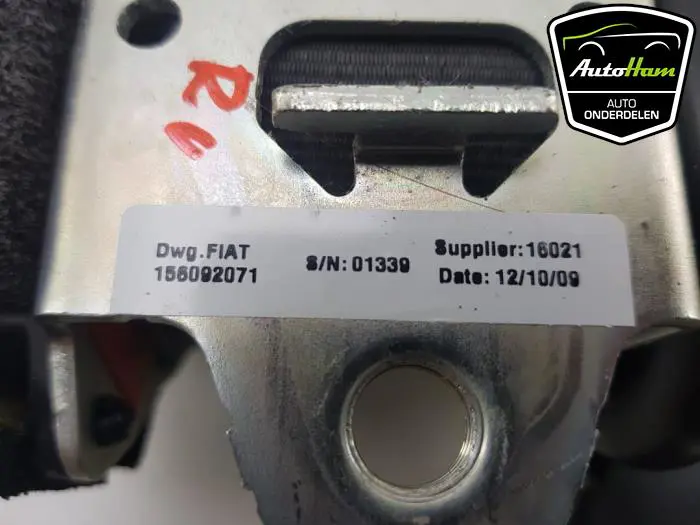 AutoHam
AUTO
ONDERDELEN
Dwg.FIAT
156092071
S/N: 01339
Supplier:16021
Date: 12/10/09